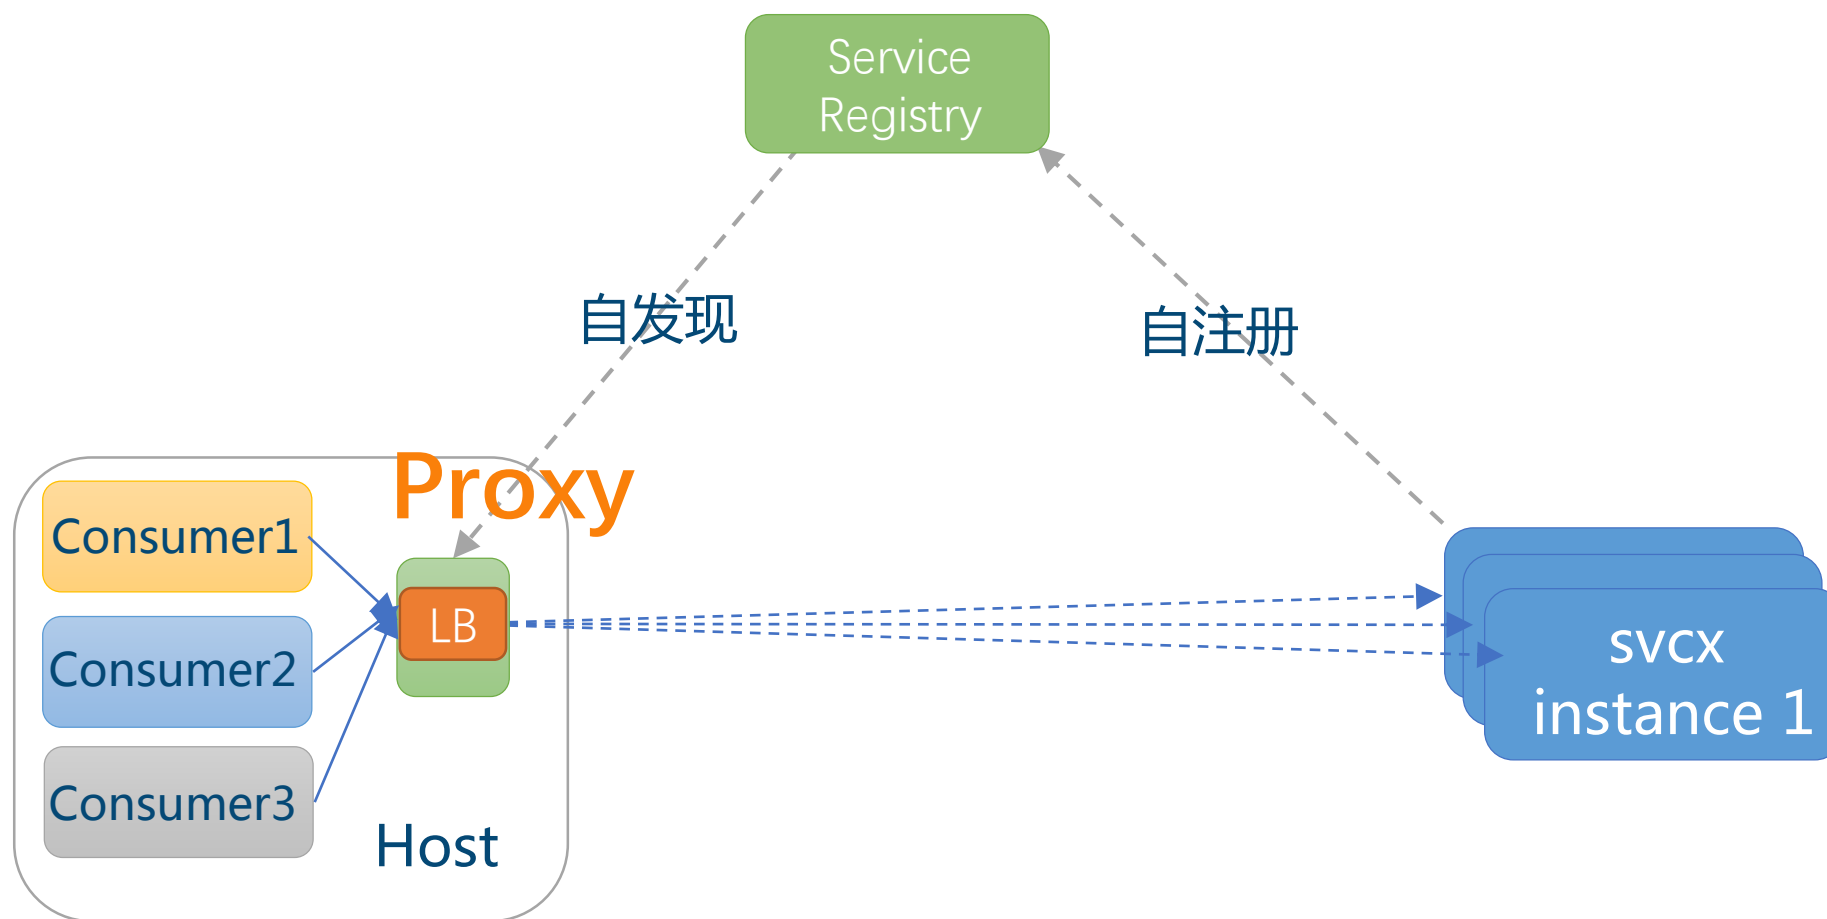 Service
Registry
自发现
自注册
Proxy
Consumer1
LB
Consumer2
Consumer3
Host
svcx
instance 1